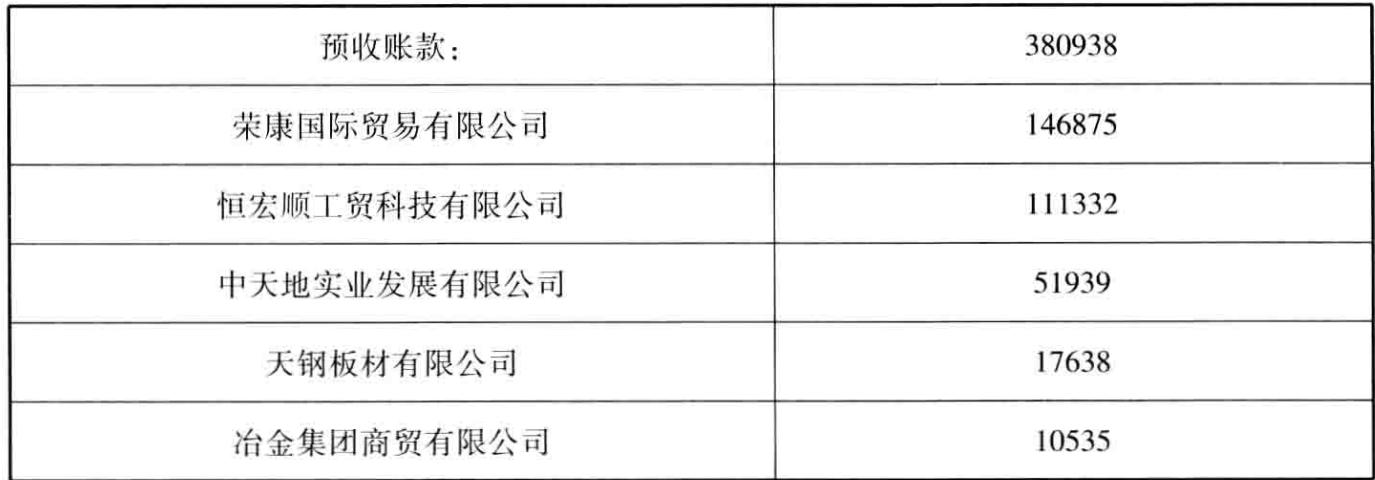 预收账款: 380938
荣康国际贸易有限公司 146875
恒宏顺工贸科技有限公司 111332
中天地实业发展有限公司 51939
天钢板材有限公司 17638
冶金集团商贸有限公司 10535